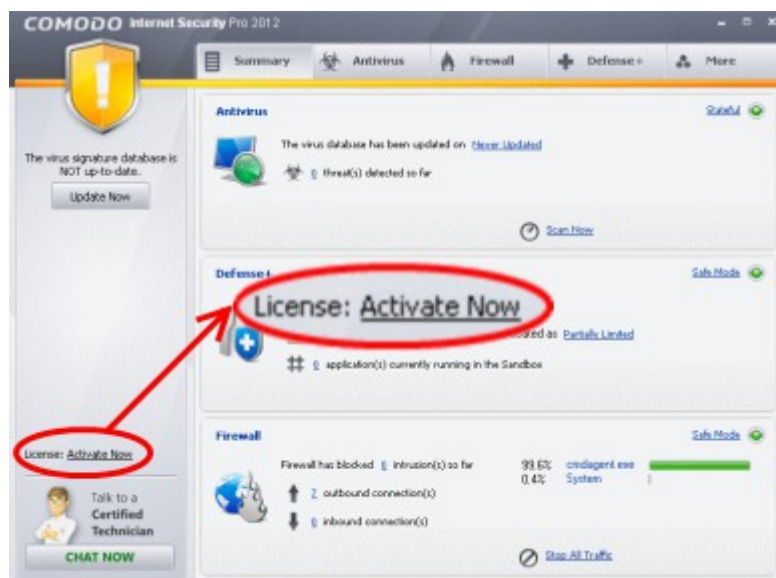 COMODO Internet Security Pro 2012
Summary
Antivirus
Firewall
Defense+
More
The virus signature database is
NOT up-to-date.
Update Now
Antivirus
Stateful
The virus database has been updated on Never Updated
0 threat(s) detected so far
Scan Now
Defense+
Safe Mode
License: Activate Now
as Partially Limited
0 application(s) currently running in the Sandbox
License: Activate Now
Firewall
Safe Mode
Firewall has blocked 0 intrusion(s) so far
99.6% cmdagent.exe
0.4% System
2 outbound connection(s)
0 inbound connection(s)
Stop All Traffic
Talk to a
Certified
Technician
CHAT NOW